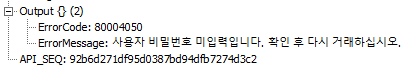 Output {} (2)
ErrorCode: 80004050
ErrorMessage: 사용자 비밀번호 미입력입니다. 확인 후 다시 거래하십시오.
API_SEQ: 92b6d271df95d0387bd94dfb7274d3c2